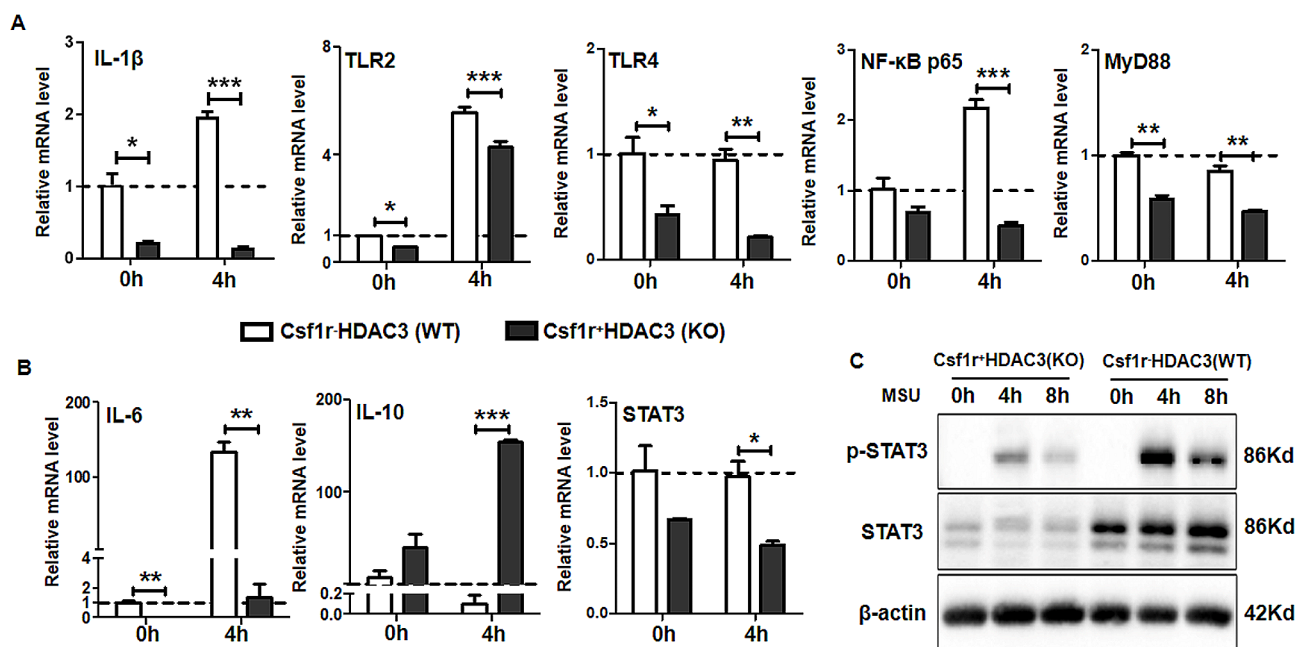 A
Relative mRNA level
3
2
1
0
IL-1β
*
***
0h
4h
Relative mRNA level
8
4
1
0
TLR2
*
***
0h
4h
Relative mRNA level
2
1
0
TLR4
*
**
0h
4h
Relative mRNA level
3
2
1
0
NF-κB p65
***
0h
4h
Relative mRNA level
2
1
0
MyD88
**
**
0h
4h
Csf1r-HDAC3 (WT)
Csf1r+HDAC3 (KO)
B
Relative mRNA level
200
100
4
2
1
0
IL-6
**
**
0h
4h
Relative mRNA level
200
100
0.2
0.0
IL-10
***
0h
4h
Relative mRNA level
1.5
1.0
0.5
0.0
STAT3
*
0h
4h
C
Csf1r+HDAC3(KO) Csf1r-HDAC3(WT)
MSU 0h 4h 8h 0h 4h 8h
p-STAT3 86Kd
STAT3 86Kd
β-actin 42Kd